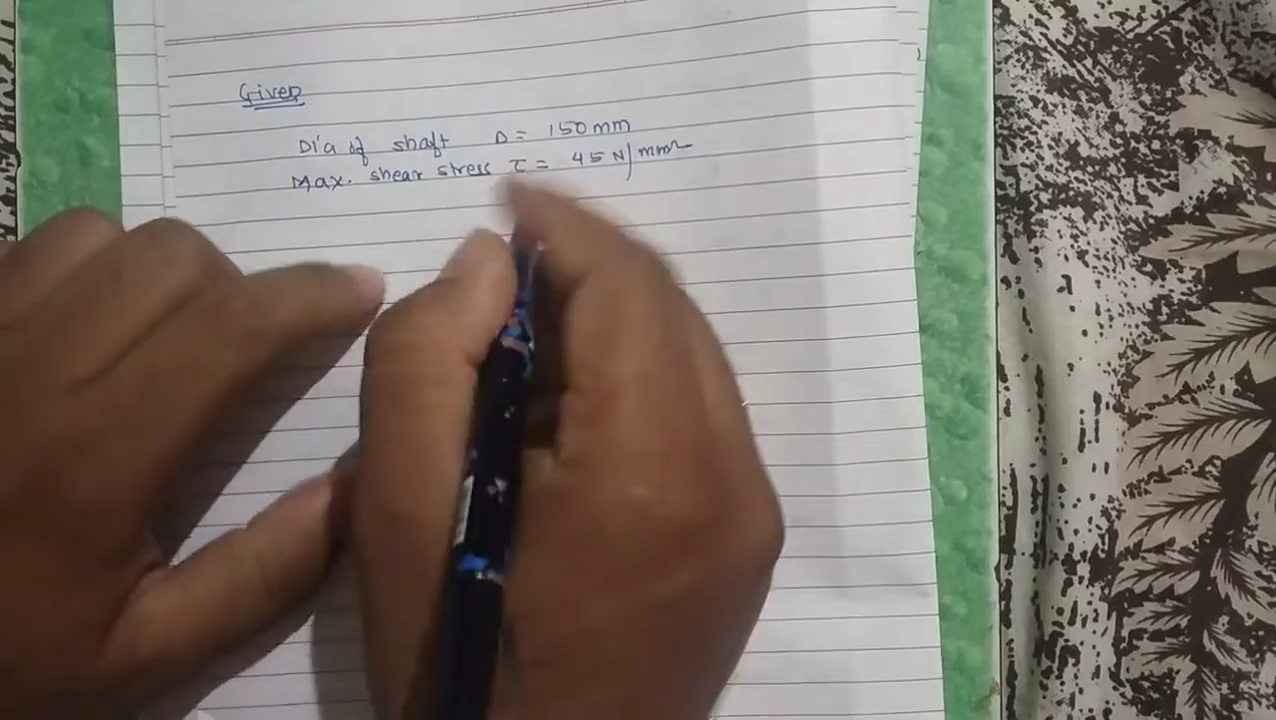 Given
Dia of shaft D = 150 mm
Max. shear stress τ = 45 N/mm²